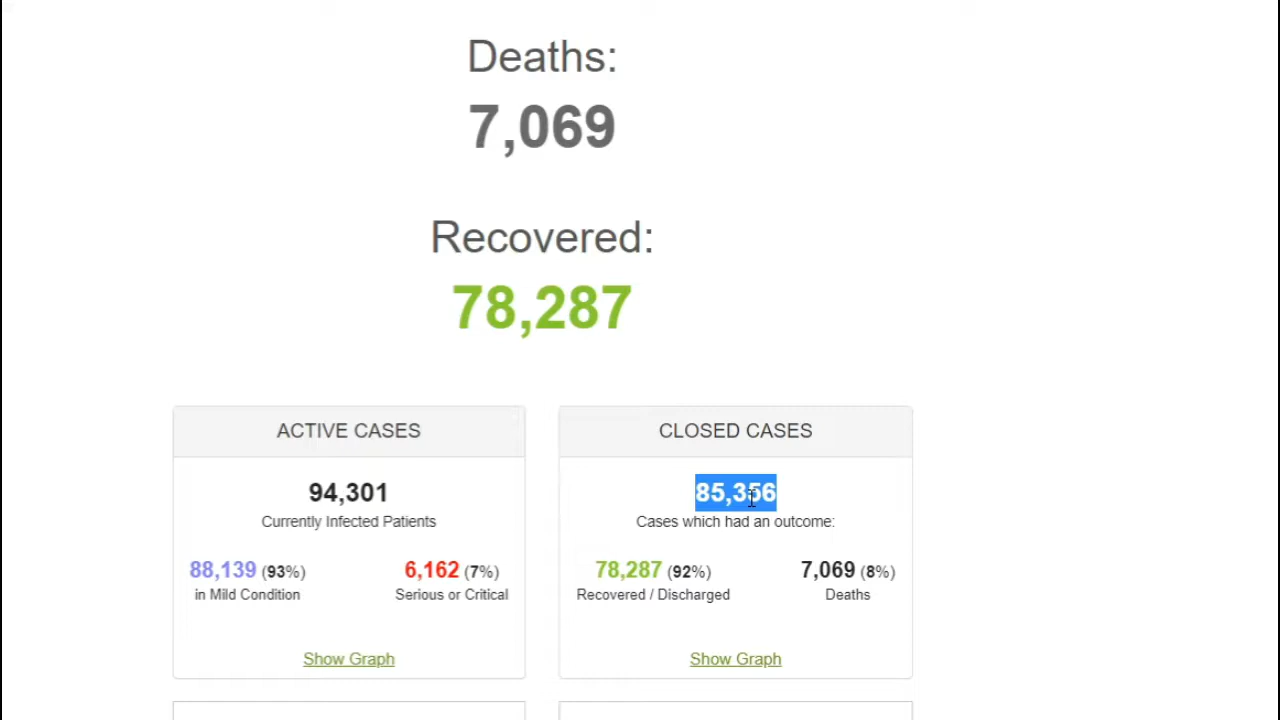 Deaths:
7,069
Recovered:
78,287
ACTIVE CASES
94,301
Currently Infected Patients
88,139 (93%)
in Mild Condition
6,162 (7%)
Serious or Critical
Show Graph
CLOSED CASES
85,356
Cases which had an outcome:
78,287 (92%)
Recovered / Discharged
7,069 (8%)
Deaths
Show Graph